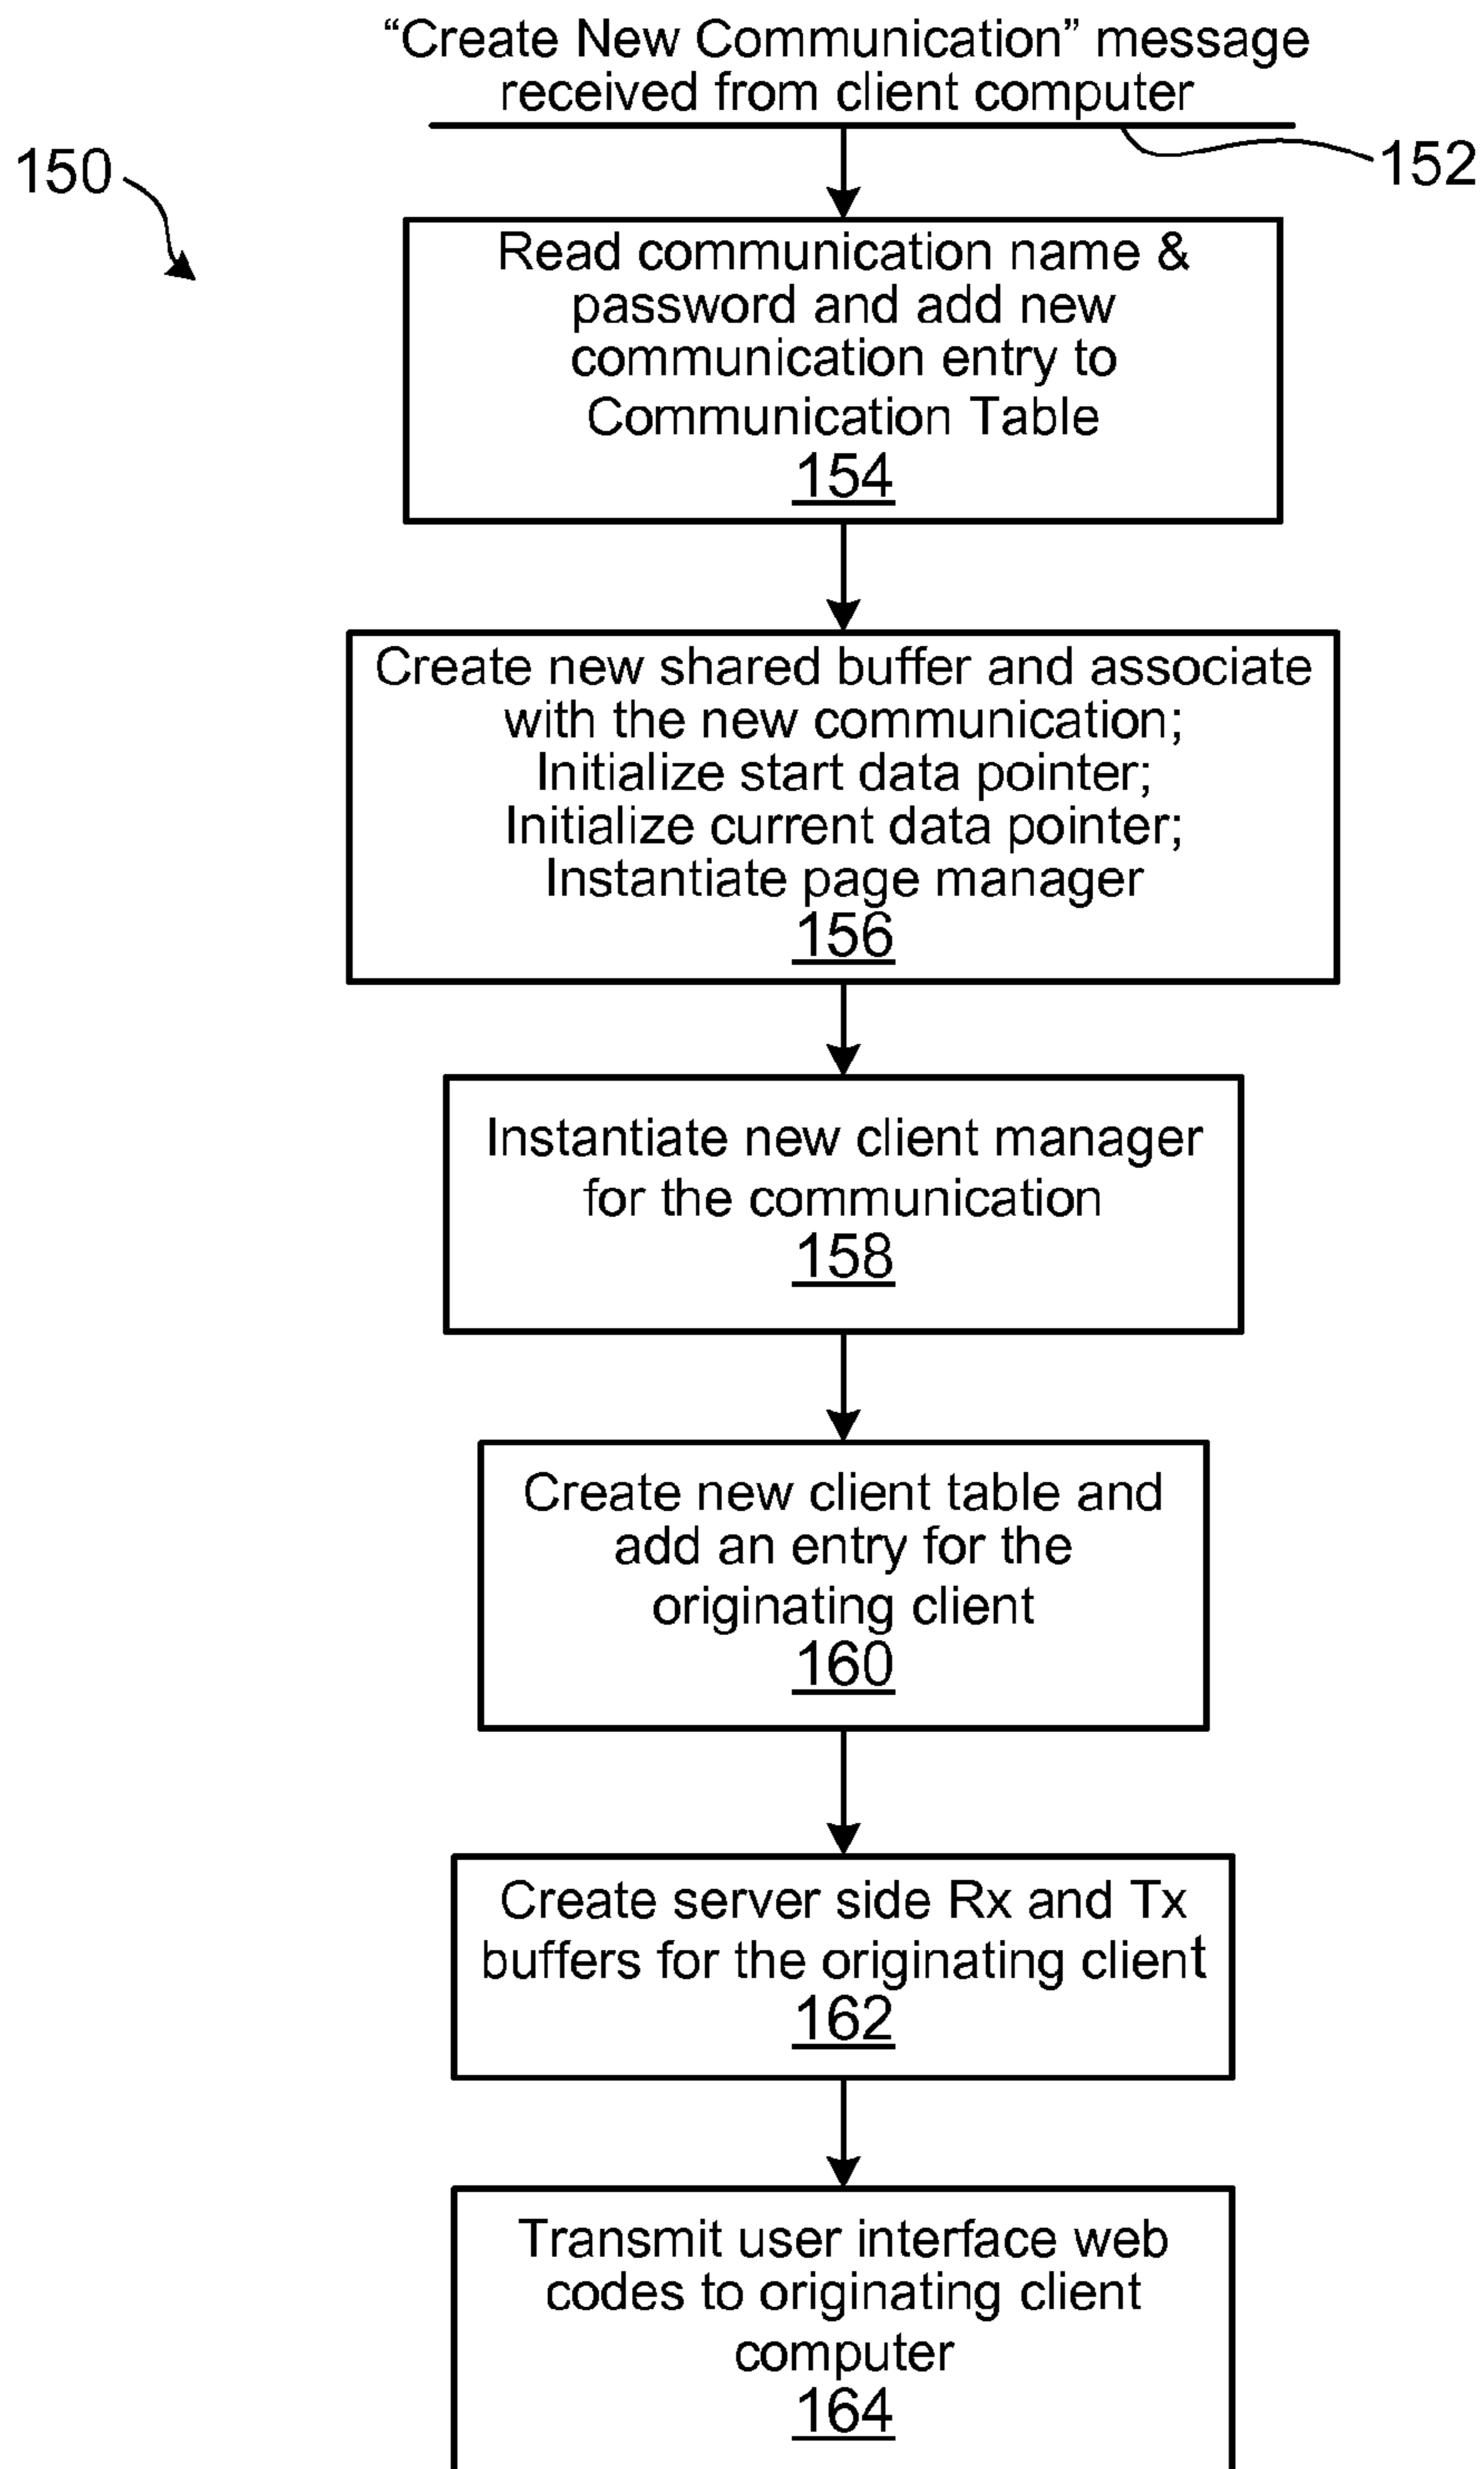 “Create New Communication” message
received from client computer
150
152
Read communication name &
password and add new
communication entry to
Communication Table
154
Create new shared buffer and associate
with the new communication;
Initialize start data pointer;
Initialize current data pointer;
Instantiate page manager
156
Instantiate new client manager
for the communication
158
Create new client table and
add an entry for the
originating client
160
Create server side Rx and Tx
buffers for the originating client
162
Transmit user interface web
codes to originating client
computer
164